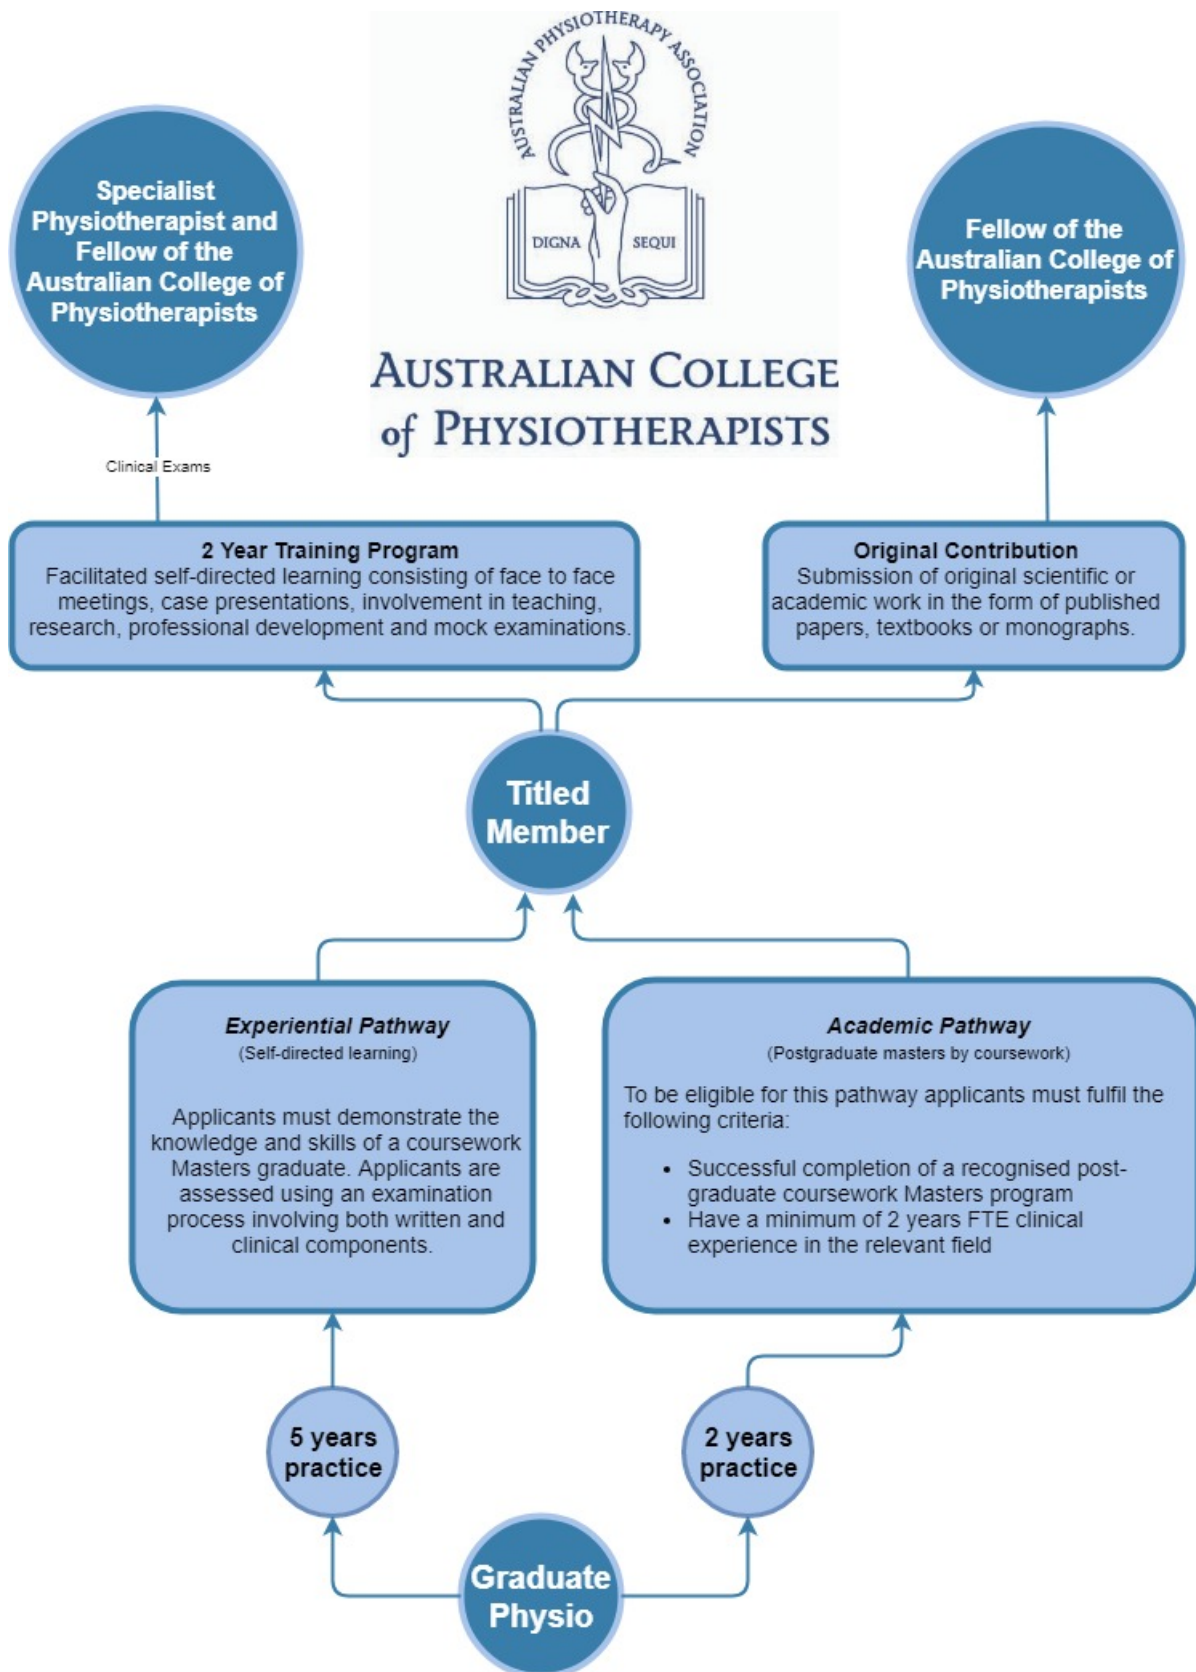 AUSTRALIAN PHYSIOTHERAPY ASSOCIATION
DIGNA SEQUI
AUSTRALIAN COLLEGE
of PHYSIOTHERAPISTS
Specialist
Physiotherapist and
Fellow of the
Australian College of
Physiotherapists
Fellow of the
Australian College of
Physiotherapists
Clinical Exams
2 Year Training Program
Facilitated self-directed learning consisting of face to face
meetings, case presentations, involvement in teaching,
research, professional development and mock examinations.
Original Contribution
Submission of original scientific or
academic work in the form of published
papers, textbooks or monographs.
Titled
Member
Experiential Pathway
(Self-directed learning)
Applicants must demonstrate the
knowledge and skills of a coursework
Masters graduate. Applicants are
assessed using an examination
process involving both written and
clinical components.
Academic Pathway
(Postgraduate masters by coursework)
To be eligible for this pathway applicants must fulfil the
following criteria:
• Successful completion of a recognised post-
graduate coursework Masters program
• Have a minimum of 2 years FTE clinical
experience in the relevant field
5 years
practice
2 years
practice
Graduate
Physio